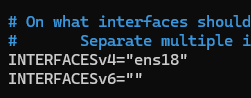 # On what interfaces should
#       Separate multiple i
INTERFACESv4="ens18"
INTERFACESv6=""